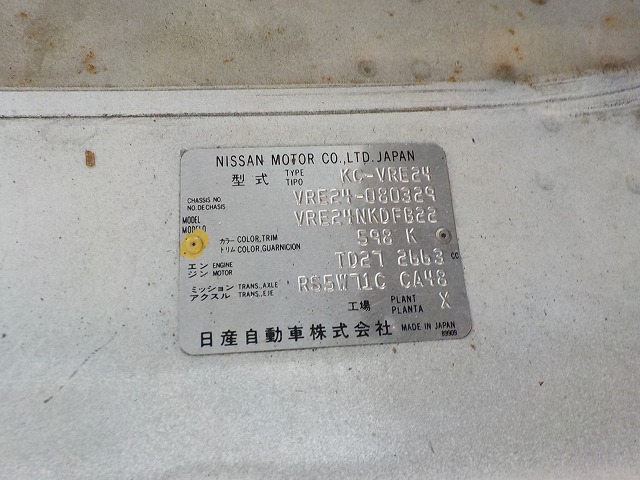 NISSAN MOTOR CO.,LTD. JAPAN
型式 TYPE TIPO KC-VRE24
CHASSIS NO. NO.DECHASIS VRE24-080329
MODEL MODELO VRE24NKDFB22
カラー COLOR,TRIM トリム COLOR,GUARNICION 598 K
エンジン ENGINE MOTOR TD27 2663 cc
ミッション TRANS.,AXLE アクスル TRANS.,EJE RS5W71C CA48
工場 PLANT PLANTA X
日産自動車株式会社 MADE IN JAPAN
89909